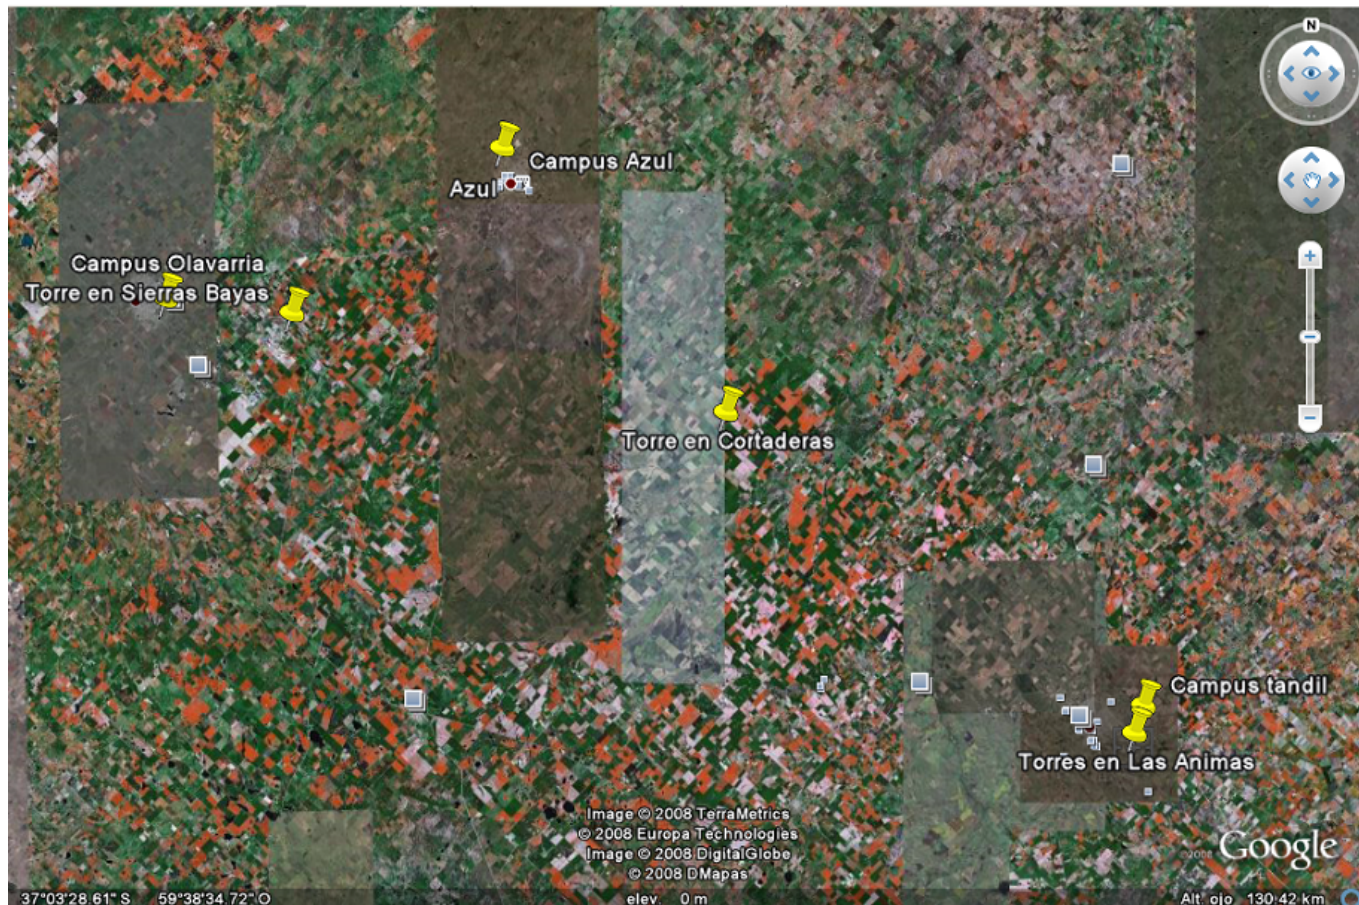 N
Campus Azul
Azul
Campus Olavarria
Torre en Sierras Bayas
Torre en Cortaderas
Campus tandil
Torres en Las Animas
Image © 2008 TerraMetrics
© 2008 Europa Technologies
Image © 2008 DigitalGlobe
© 2008 DMapas
©2008 Google
37°03'28.61" S 59°38'34.72" O elev. 0 m Alt. ojo 130.42 km